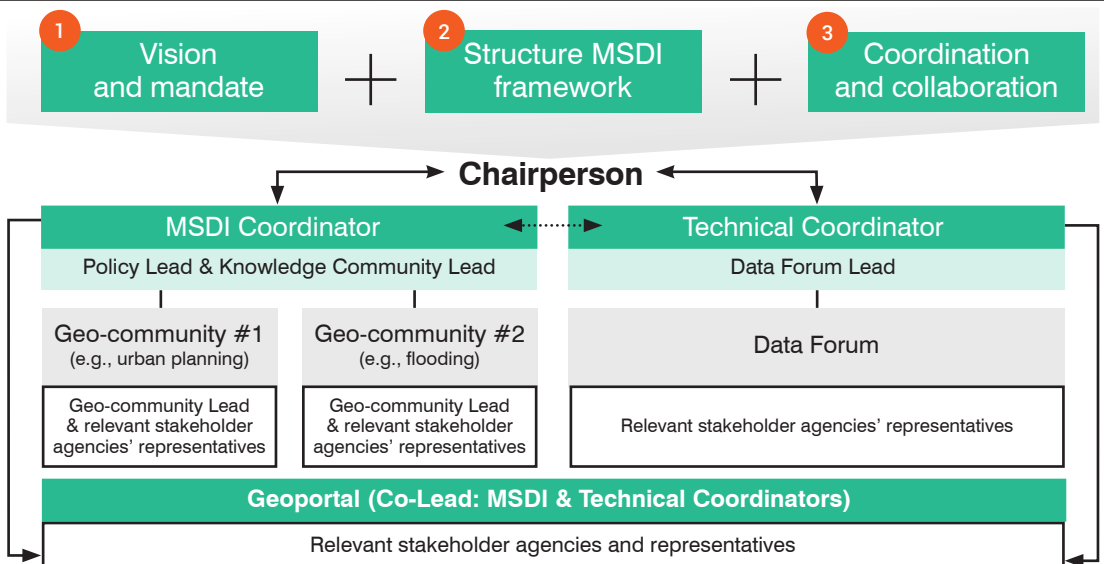 1
Vision
and mandate
2
Structure MSDI
framework
3
Coordination
and collaboration
Chairperson
MSDI Coordinator
Policy Lead & Knowledge Community Lead
Technical Coordinator
Data Forum Lead
Geo-community #1
(e.g., urban planning)
Geo-community Lead
& relevant stakeholder
agencies’ representatives
Geo-community #2
(e.g., flooding)
Geo-community Lead
& relevant stakeholder
agencies’ representatives
Data Forum
Relevant stakeholder agencies’ representatives
Geoportal (Co-Lead: MSDI & Technical Coordinators)
Relevant stakeholder agencies and representatives